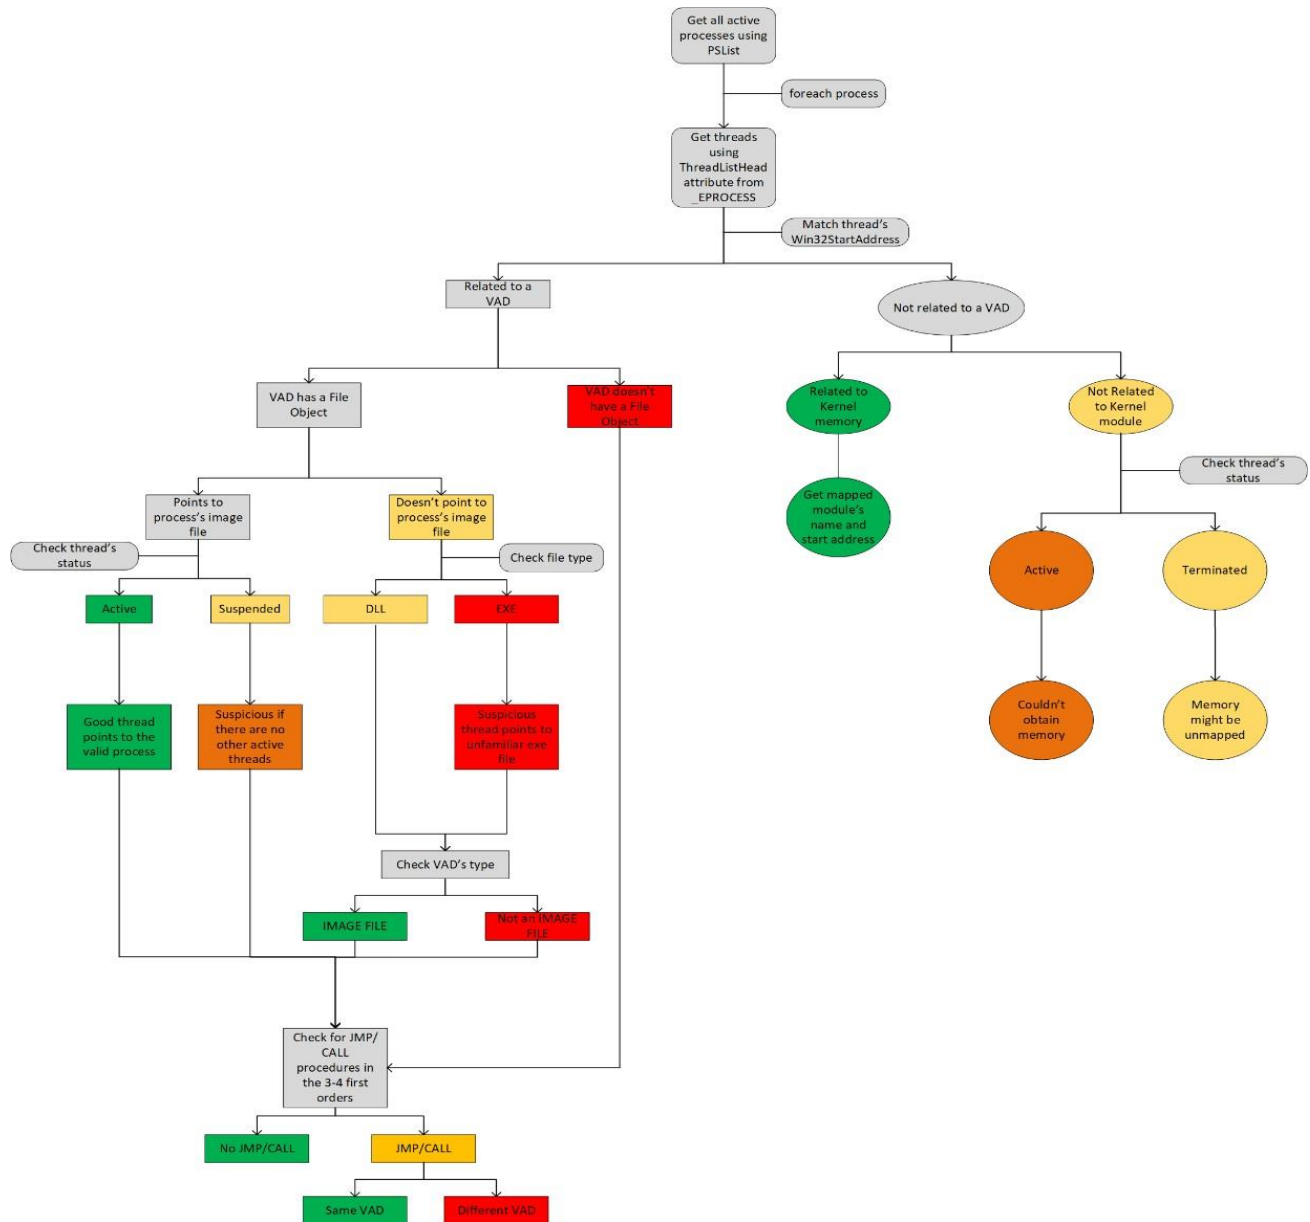 Get all active
processes using
PSList
foreach process
Get threads
using
ThreadListHead
attribute from
_EPROCESS
Match thread's
Win32StartAddress
Related to a
VAD
Not related to a VAD
VAD has a File
Object
VAD doesn't
have a File
Object
Related to
Kernel
memory
Not Related
to Kernel
module
Check thread's
status
Points to
process's image
file
Doesn't point to
process's image
file
Get mapped
module's
name and
start address
Check thread's
status
Check file type
Active
Suspended
DLL
EXE
Active
Terminated
Good thread
points to the
valid process
Suspicious if
there are no
other active
threads
Suspicious
thread points to
unfamiliar exe
file
Couldn't
obtain
memory
Memory
might be
unmapped
Check VAD's type
IMAGE FILE
Not an IMAGE
FILE
Check for JMP/
CALL
procedures in
the 3-4 first
orders
No JMP/CALL
JMP/CALL
Same VAD
Different VAD